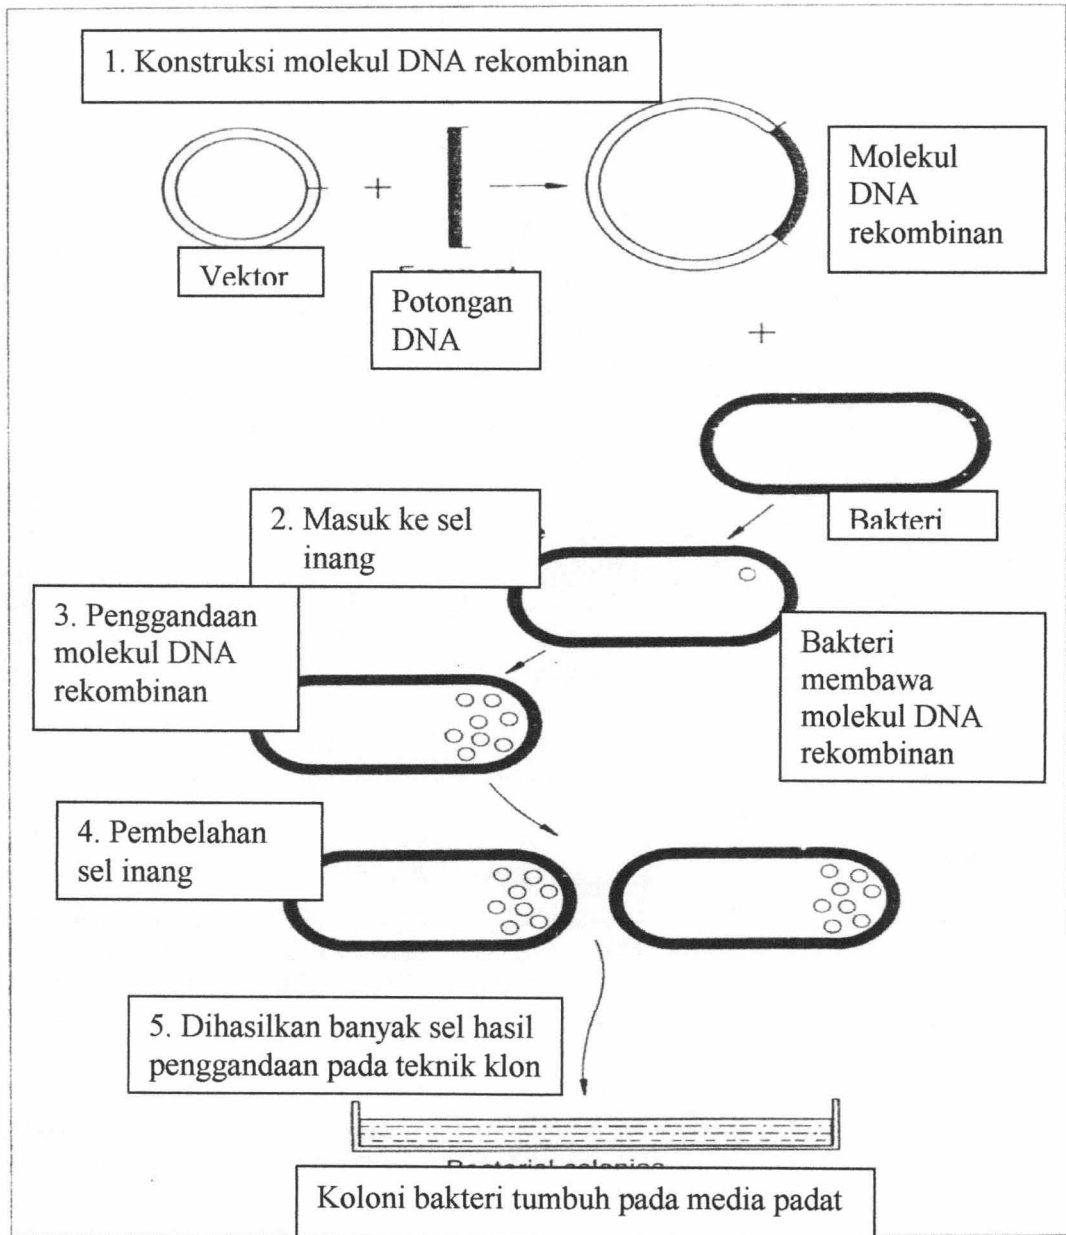 1. Konstruksi molekul DNA rekombinan
Molekul
DNA
rekombinan
Vektor
Potongan
DNA
Bakteri
2. Masuk ke sel
inang
3. Penggandaan
molekul DNA
rekombinan
Bakteri
membawa
molekul DNA
rekombinan
4. Pembelahan
sel inang
5. Dihasilkan banyak sel hasil
penggandaan pada teknik klon
Bacterial colonies
Koloni bakteri tumbuh pada media padat